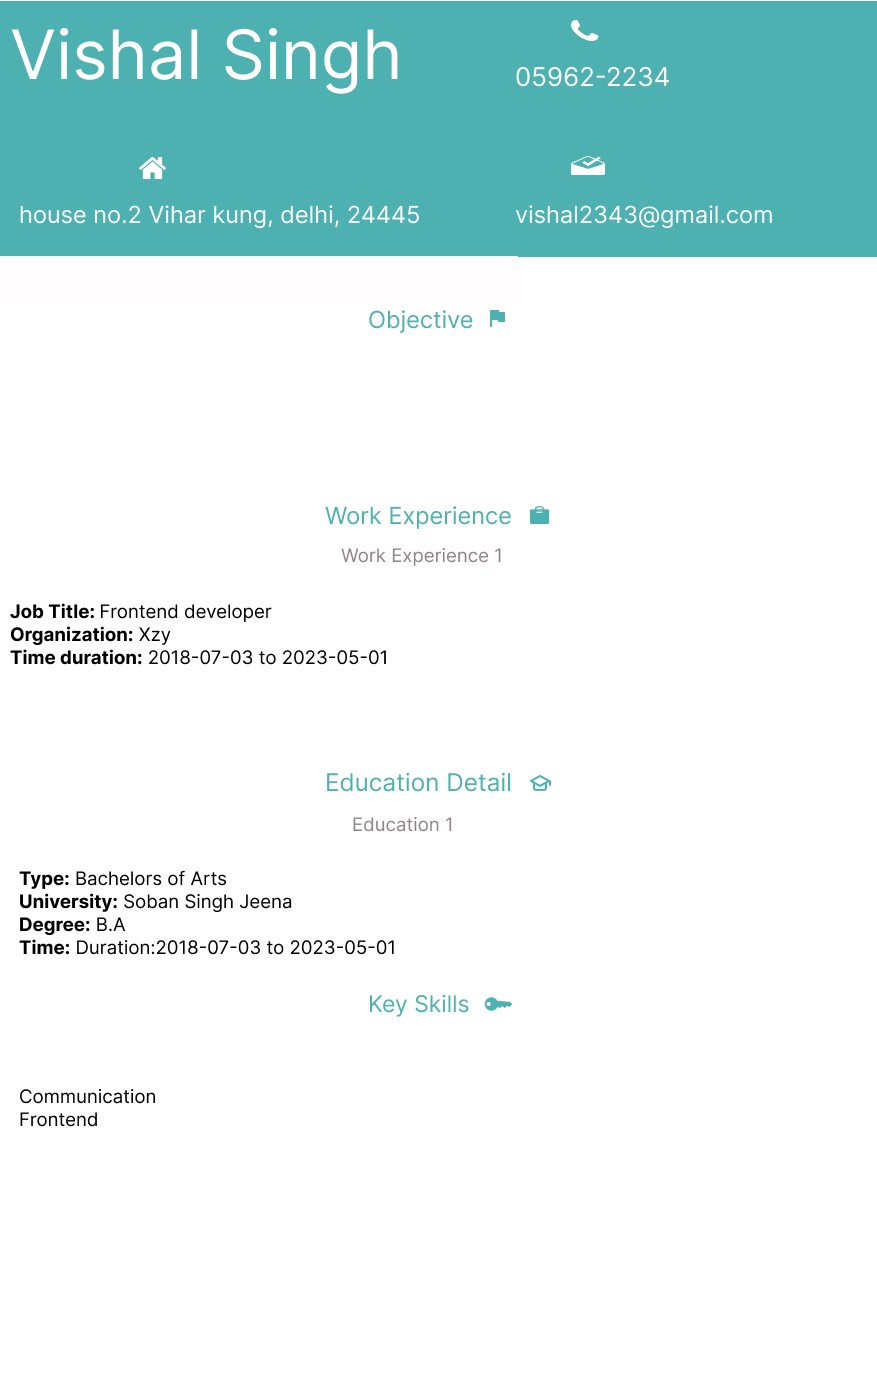 Vishal Singh
05962-2234
house no.2 Vihar kung, delhi, 24445
vishal2343@gmail.com
Objective
Work Experience
Work Experience 1
Job Title: Frontend developer
Organization: Xzy
Time duration: 2018-07-03 to 2023-05-01
Education Detail
Education 1
Type: Bachelors of Arts
University: Soban Singh Jeena
Degree: B.A
Time: Duration:2018-07-03 to 2023-05-01
Key Skills
Communication
Frontend